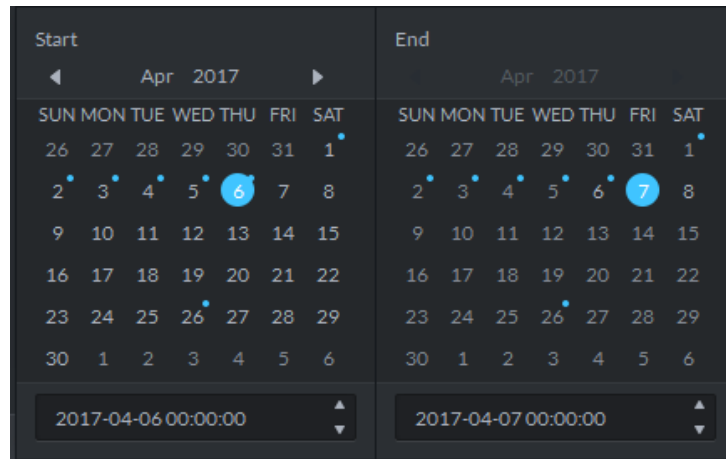 Start
Apr 2017
SUN MON TUE WED THU FRI SAT
26 27 28 29 30 31 1
2 3 4 5 6 7 8
9 10 11 12 13 14 15
16 17 18 19 20 21 22
23 24 25 26 27 28 29
30 1 2 3 4 5 6
2017-04-06 00:00:00
End
Apr 2017
SUN MON TUE WED THU FRI SAT
26 27 28 29 30 31 1
2 3 4 5 6 7 8
9 10 11 12 13 14 15
16 17 18 19 20 21 22
23 24 25 26 27 28 29
30 1 2 3 4 5 6
2017-04-07 00:00:00